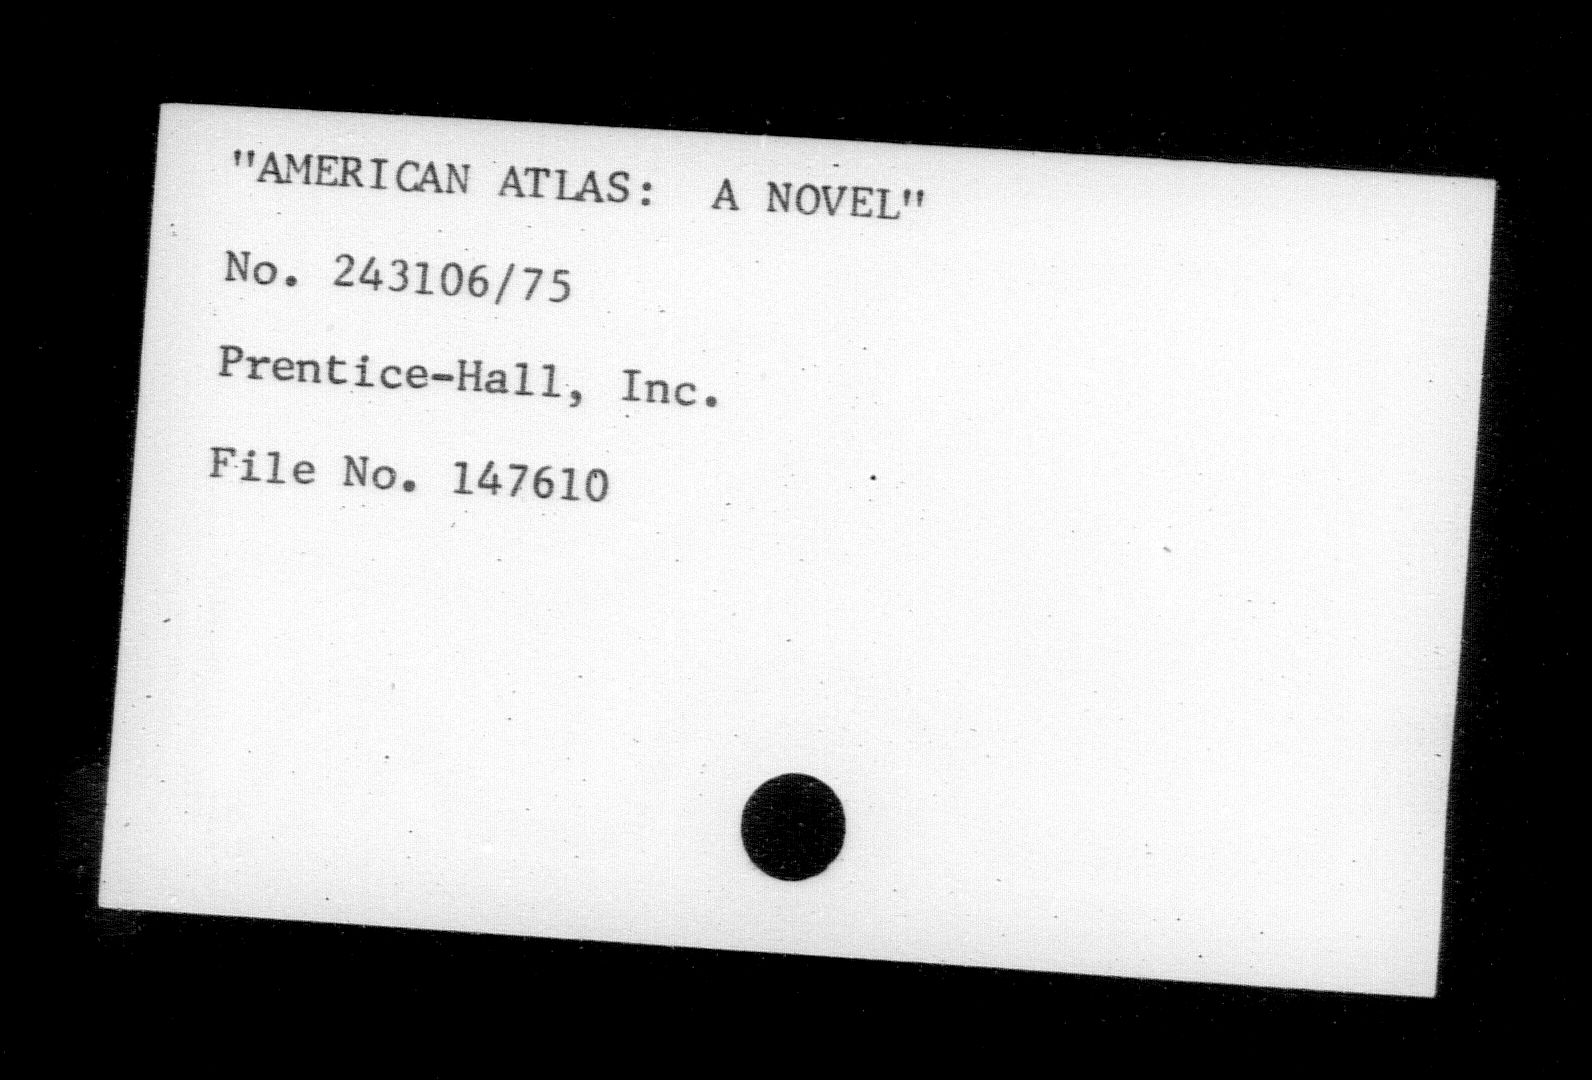 "AMERICAN ATLAS: A NOVEL"
No. 243106/75
Prentice-Hall, Inc.
File No. 147610